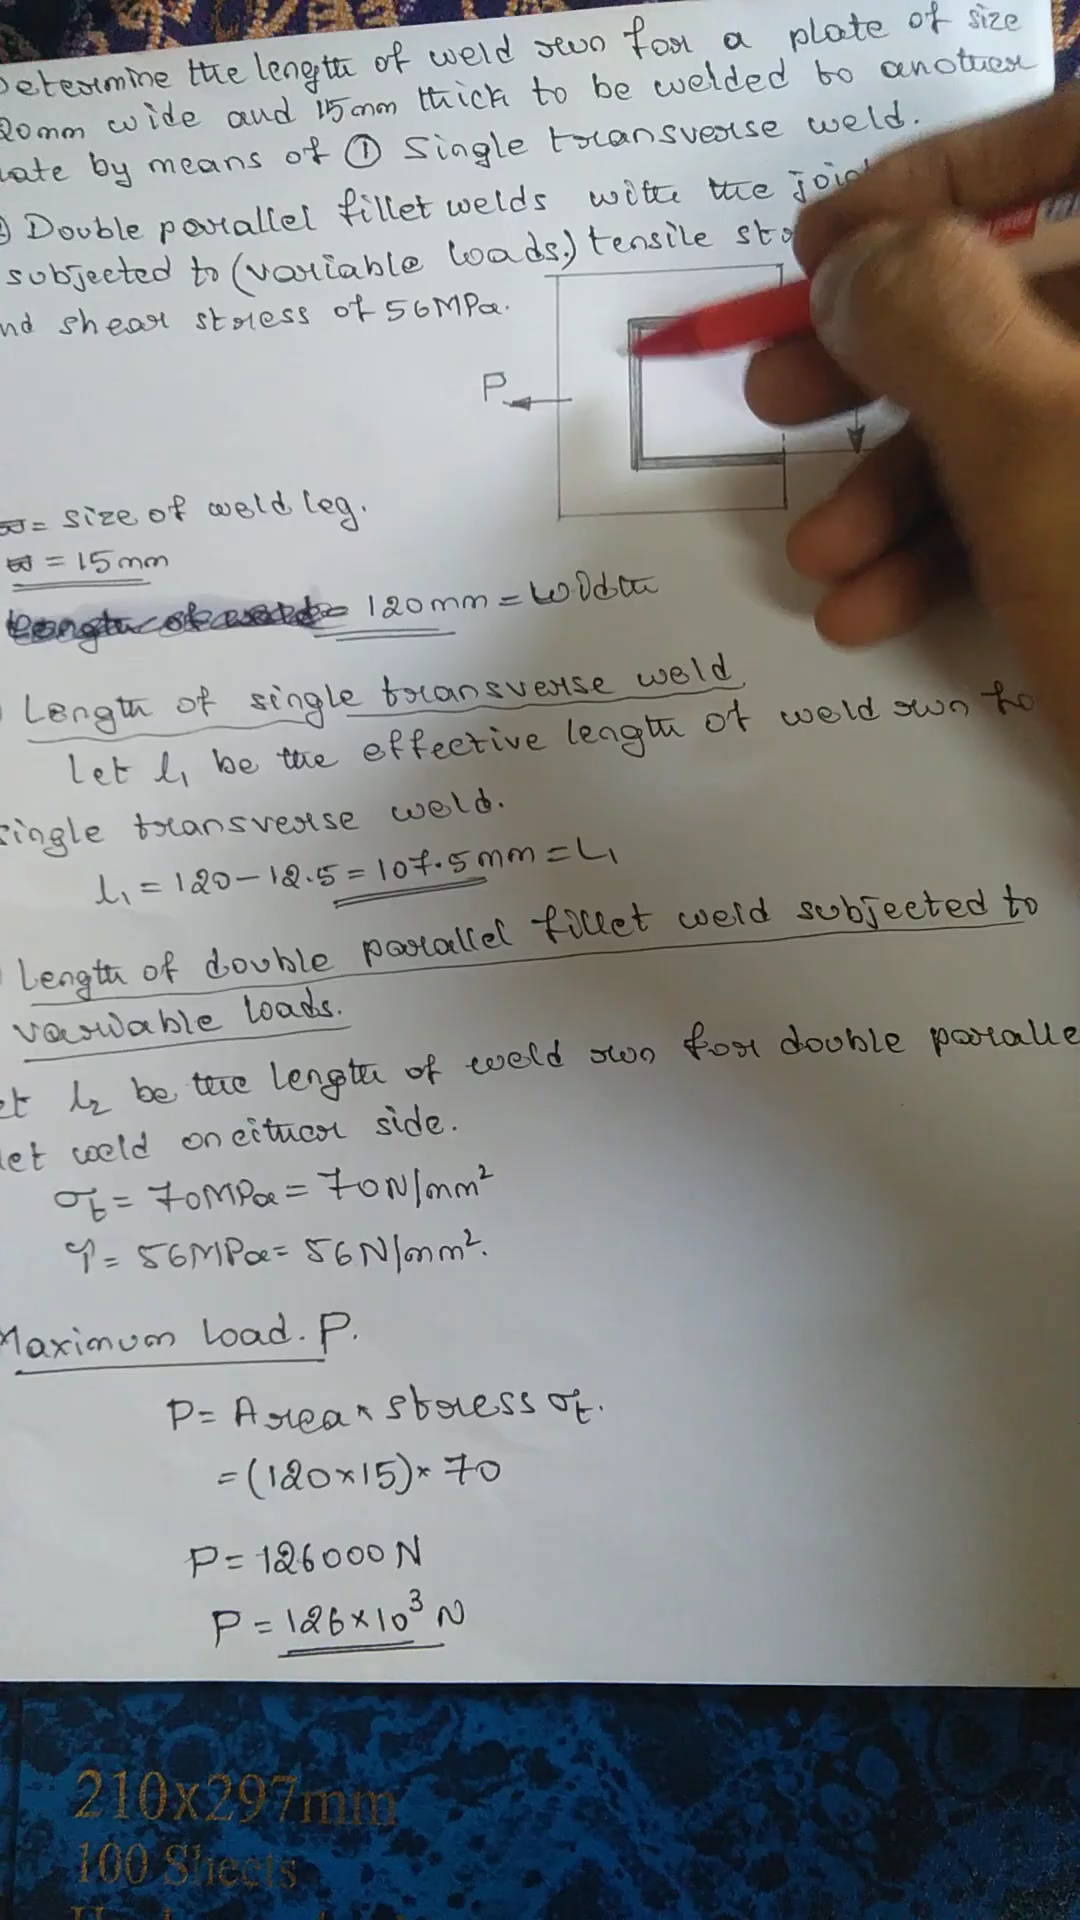 Determine the length of weld run for a plate of size
20mm wide and 15mm thick to be welded to another
late by means of ① Single transverse weld.
Double parallel fillet welds with the joint
subjected to (variable loads.) tensile
nd shear stress of 56MPa.
P
= size of weld leg.
= 15mm
= 120mm = width
Length of single transverse weld
Let l₁ be the effective length of weld run fo
single transverse weld.
l₁ = 120 - 12.5 = 107.5mm = L₁
Length of double parallel fillet weld subjected to
variable loads.
et l₂ be the length of weld run for double paralle
let weld on either side.
σt = 70MPa = 70N/mm²
τ = 56MPa = 56N/mm².
Maximum Load. P.
P = Area × stress σt.
= (120×15) × 70
P = 126000 N
P = 126×10³ N
210x297mm
100 Sheets